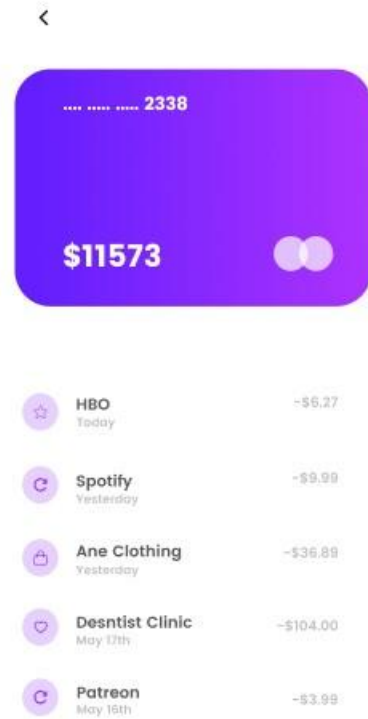 .... ..... ..... 2338
$11573
HBO
-$6.27
Today
Spotify
-$9.99
Yesterday
Ane Clothing
-$36.89
Yesterday
Desntist Clinic
-$104.00
May 17th
Patreon
-$3.99
May 16th